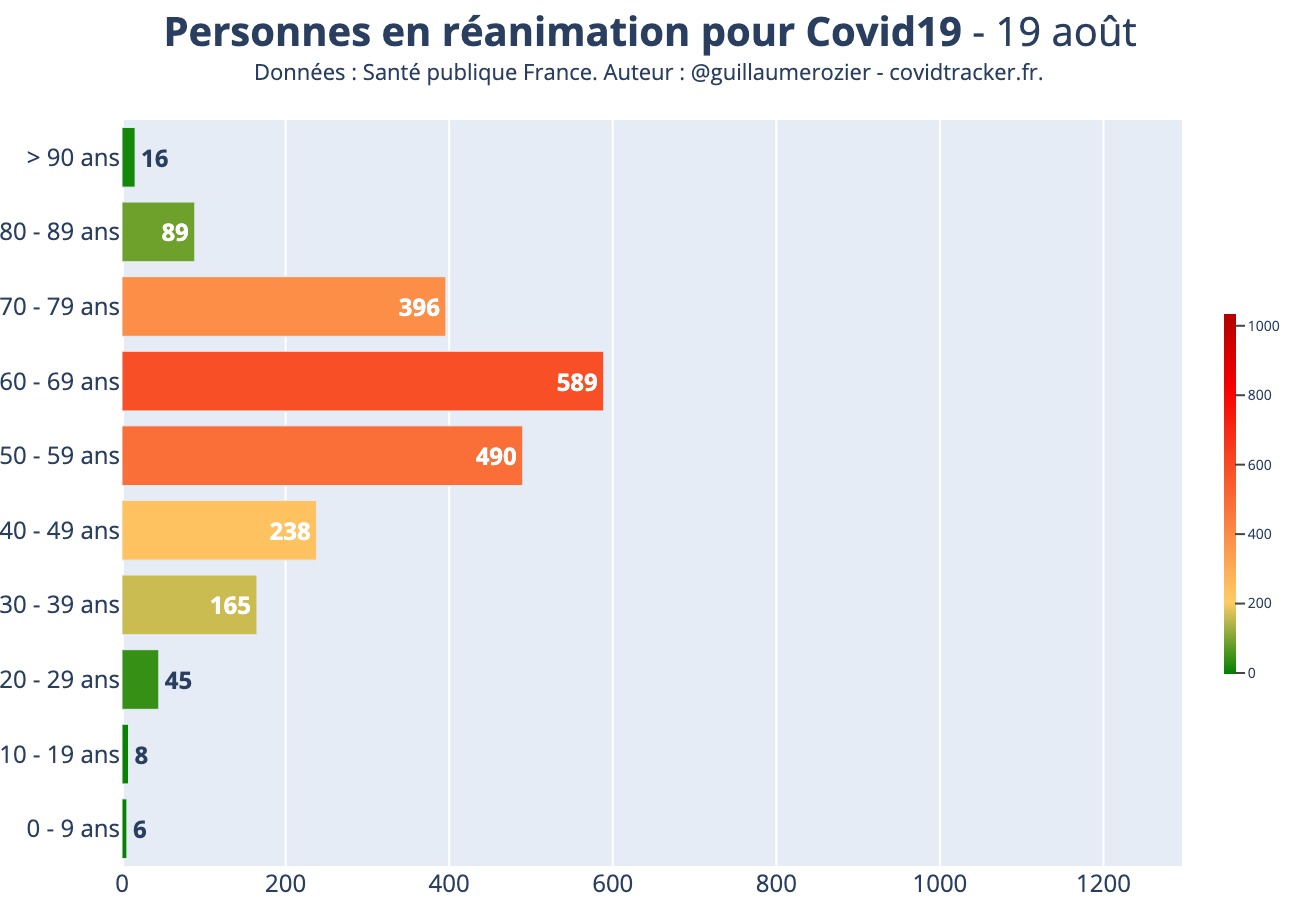 Personnes en réanimation pour Covid19 - 19 août
Données : Santé publique France. Auteur : @guillaumerozier - covidtracker.fr.
> 90 ans 16
80 - 89 ans 89
70 - 79 ans 396
60 - 69 ans 589
50 - 59 ans 490
40 - 49 ans 238
30 - 39 ans 165
20 - 29 ans 45
10 - 19 ans 8
0 - 9 ans 6
0 200 400 600 800 1000 1200
1000
800
600
400
200
0